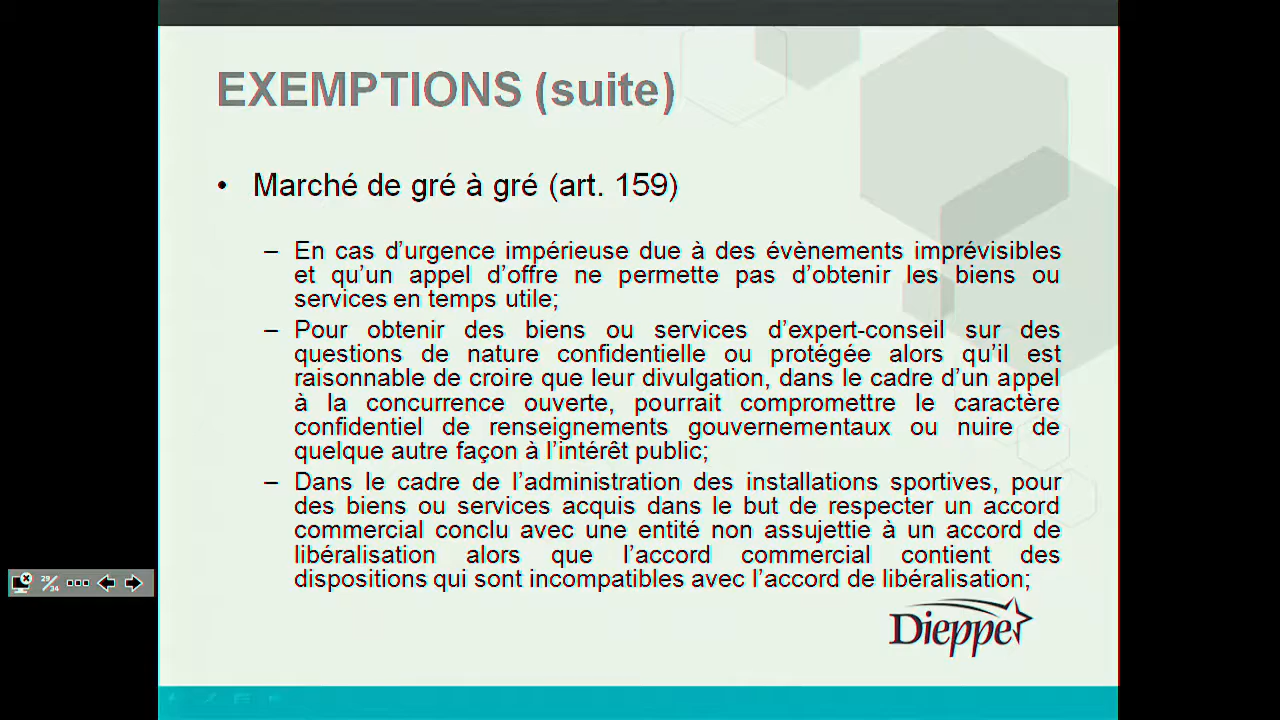 EXEMPTIONS (suite)
• Marché de gré à gré (art. 159)
– En cas d’urgence impérieuse due à des évènements imprévisibles
et qu’un appel d’offre ne permette pas d’obtenir les biens ou
services en temps utile;
– Pour obtenir des biens ou services d’expert-conseil sur des
questions de nature confidentielle ou protégée alors qu’il est
raisonnable de croire que leur divulgation, dans le cadre d’un appel
à la concurrence ouverte, pourrait compromettre le caractère
confidentiel de renseignements gouvernementaux ou nuire de
quelque autre façon à l’intérêt public;
– Dans le cadre de l’administration des installations sportives, pour
des biens ou services acquis dans le but de respecter un accord
commercial conclu avec une entité non assujettie à un accord de
libéralisation alors que l’accord commercial contient des
dispositions qui sont incompatibles avec l’accord de libéralisation;
29/34
Dieppe